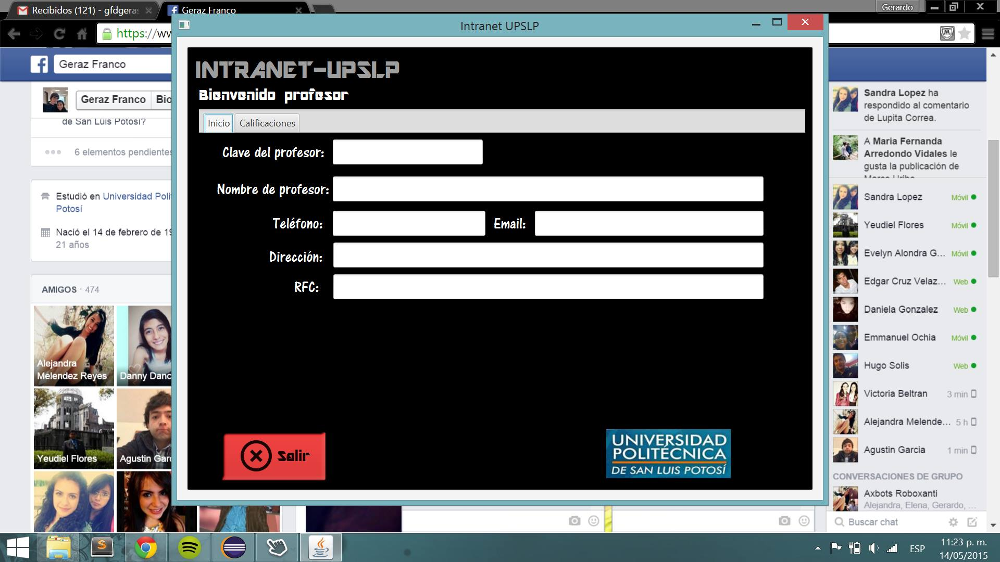 Recibidos (121) - gfdgeras
Geraz Franco
Gerardo
https://ww
Intranet UPSLP
Geraz Franco
Geraz Franco
Bio
de San Luis Potosí?
6 elementos pendientes
Estudió en Universidad Poli
Potosí
Nació el 14 de febrero de 19
21 años
AMIGOS · 474
Alejandra
Melendez Reyes
Danny Danc
Yeudiel Flores
Agustin Garc
INTRANET-UPSLP
Bienvenido profesor
Inicio
Calificaciones
Clave del profesor:
Nombre de profesor:
Teléfono:
Email:
Dirección:
RFC:
Salir
UNIVERSIDAD
POLITÉCNICA
DE SAN LUIS POTOSÍ
Sandra Lopez ha
respondido al comentario
de Lupita Correa.
A Maria Fernanda
Arredondo Vidales le
gusta la publicación de
Sandra Lopez Móvil
Yeudiel Flores Móvil
Evelyn Alondra G... Móvil
Edgar Cruz Velaz... Web
Daniela Gonzalez Web
Emmanuel Ochia Móvil
Hugo Solis Web
Victoria Beltran 3 min
Alejandra Melende... 5 h
Agustin Garcia 1 min
CONVERSACIONES DE GRUPO
Axbots Roboxanti
Alejandra, Elena, Gerardo, ...
Buscar chat
ESP
11:23 p. m.
14/05/2015